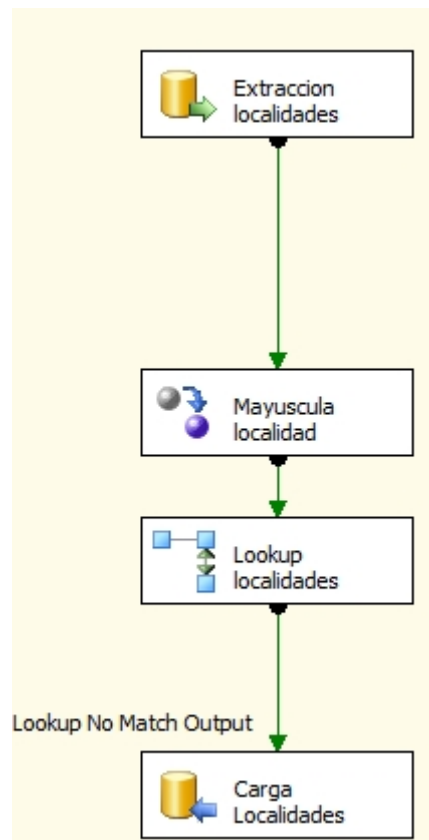 Extraccion
localidades
Mayuscula
localidad
Lookup
localidades
Lookup No Match Output
Carga
Localidades